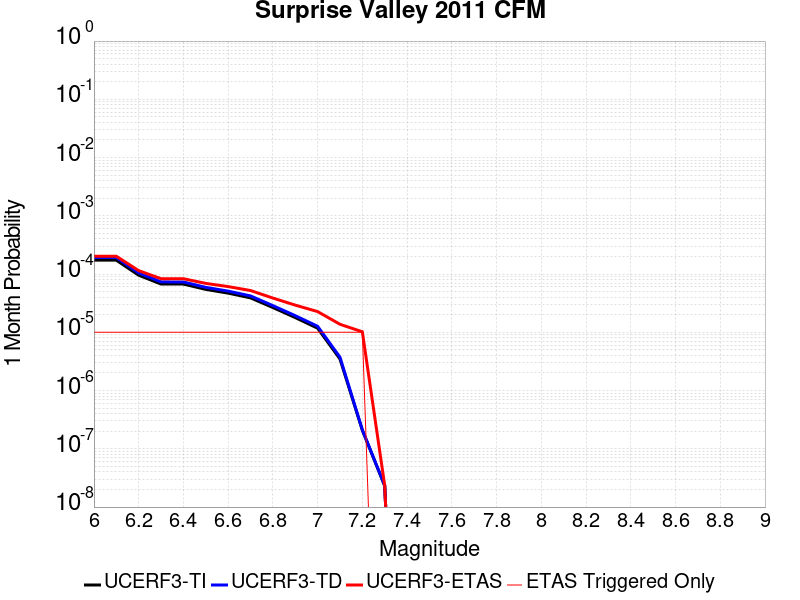 Surprise Valley 2011 CFM
10^0
10^-1
10^-2
10^-3
10^-4
10^-5
10^-6
10^-7
10^-8
1 Month Probability
6 6.2 6.4 6.6 6.8 7 7.2 7.4 7.6 7.8 8 8.2 8.4 8.6 8.8 9
Magnitude
UCERF3-TI UCERF3-TD UCERF3-ETAS ETAS Triggered Only